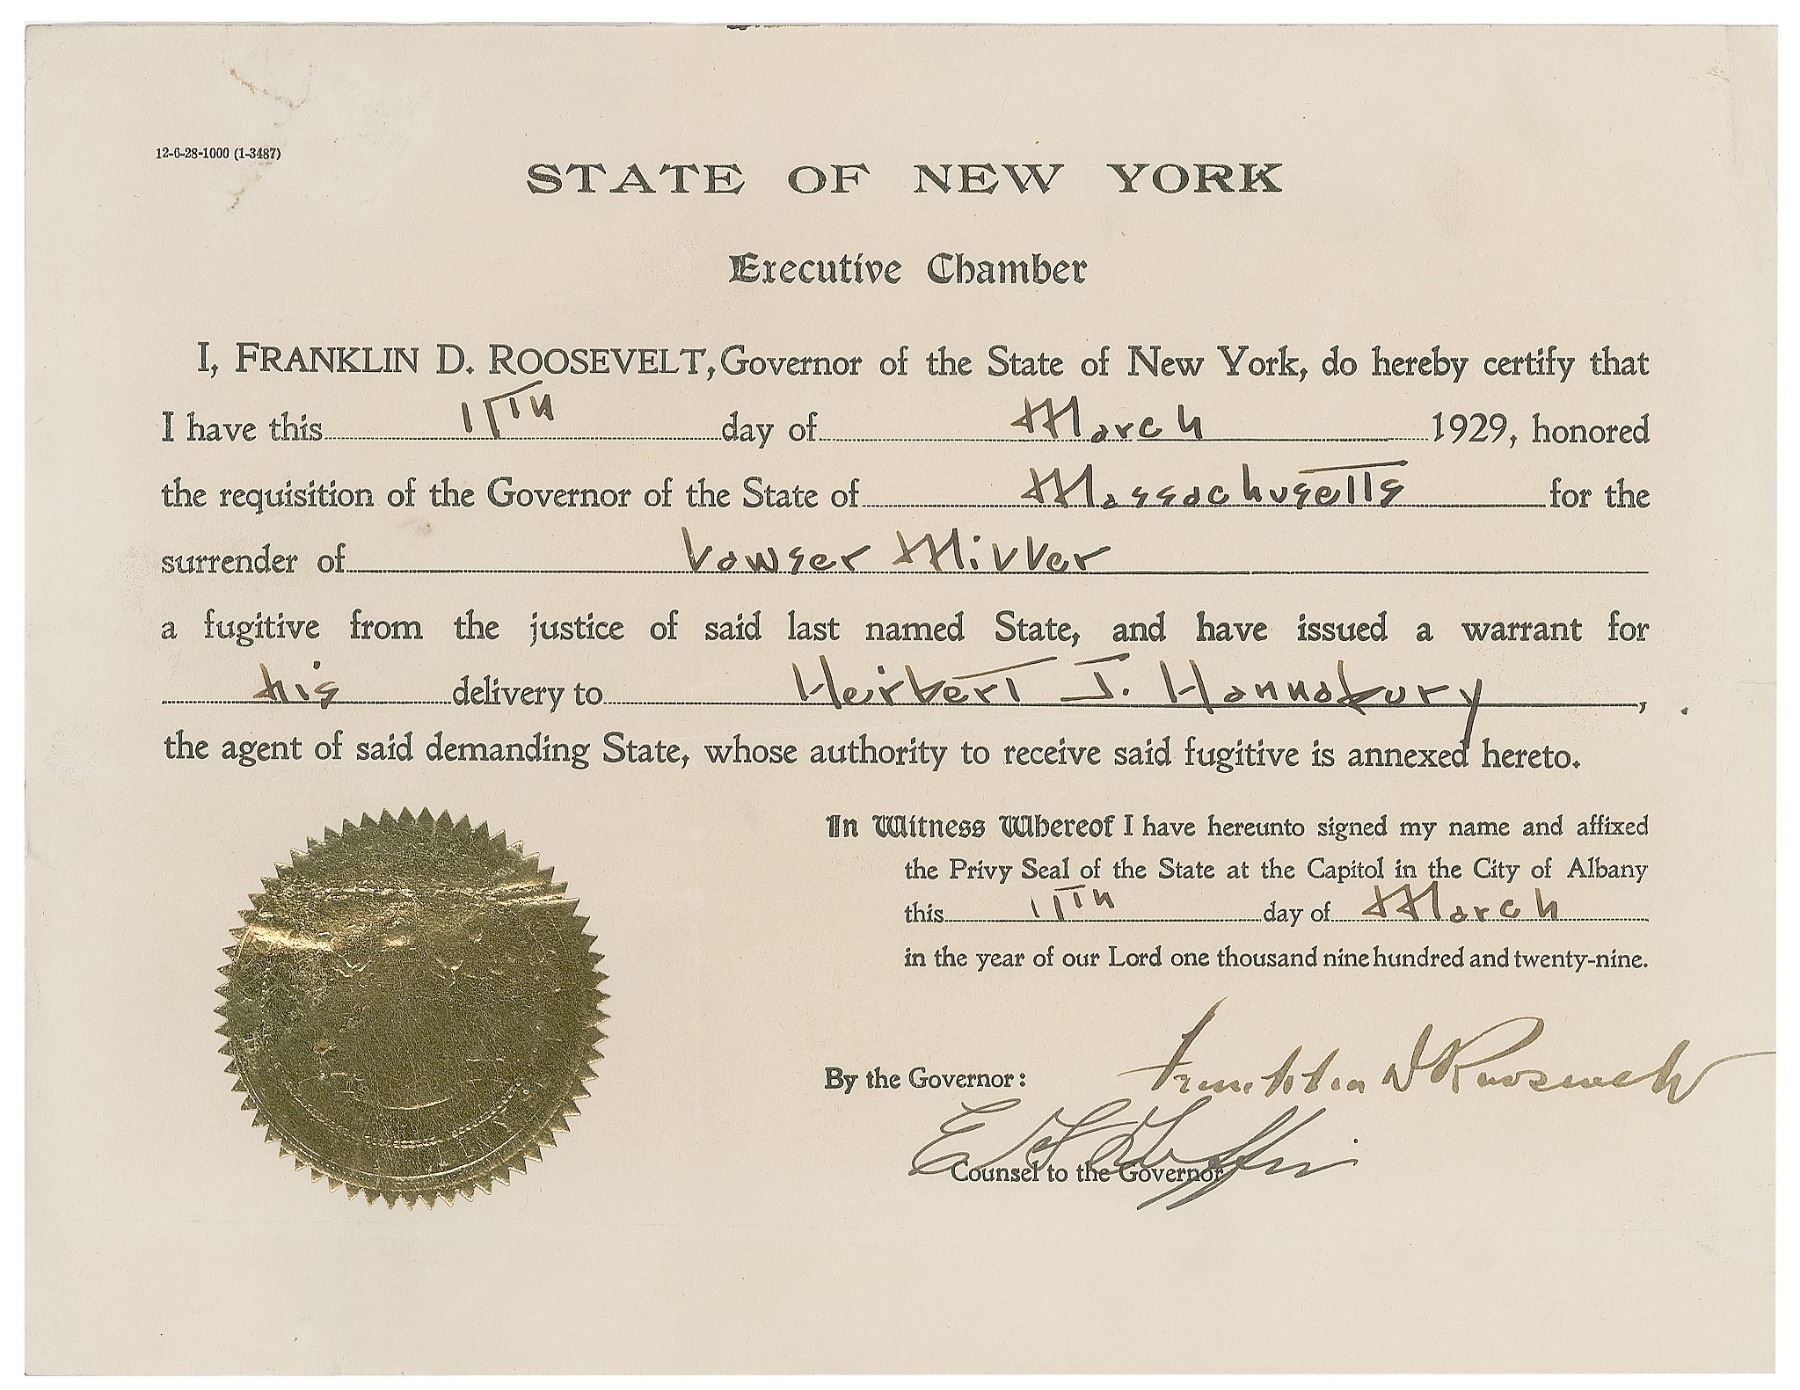 12-6-28-1000 (1-3487)
STATE OF NEW YORK
Executive Chamber
I, FRANKLIN D. ROOSEVELT, Governor of the State of New York, do hereby certify that
I have this 11TH day of March 1929, honored
the requisition of the Governor of the State of Massachusetts for the
surrender of Miller
a fugitive from the justice of said last named State, and have issued a warrant for
his delivery to Herbert J. Hannabury,
the agent of said demanding State, whose authority to receive said fugitive is annexed hereto.
In Witness Whereof I have hereunto signed my name and affixed
the Privy Seal of the State at the Capitol in the City of Albany
this 11TH day of March
in the year of our Lord one thousand nine hundred and twenty-nine.
By the Governor: Franklin D Roosevelt
Griffin
Counsel to the Governor